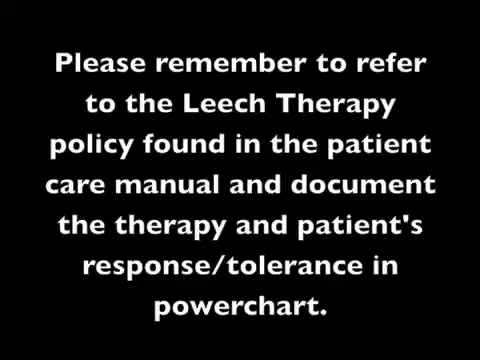 Please remember to refer
to the Leech Therapy
policy found in the patient
care manual and document
the therapy and patient's
response/tolerance in
powerchart.